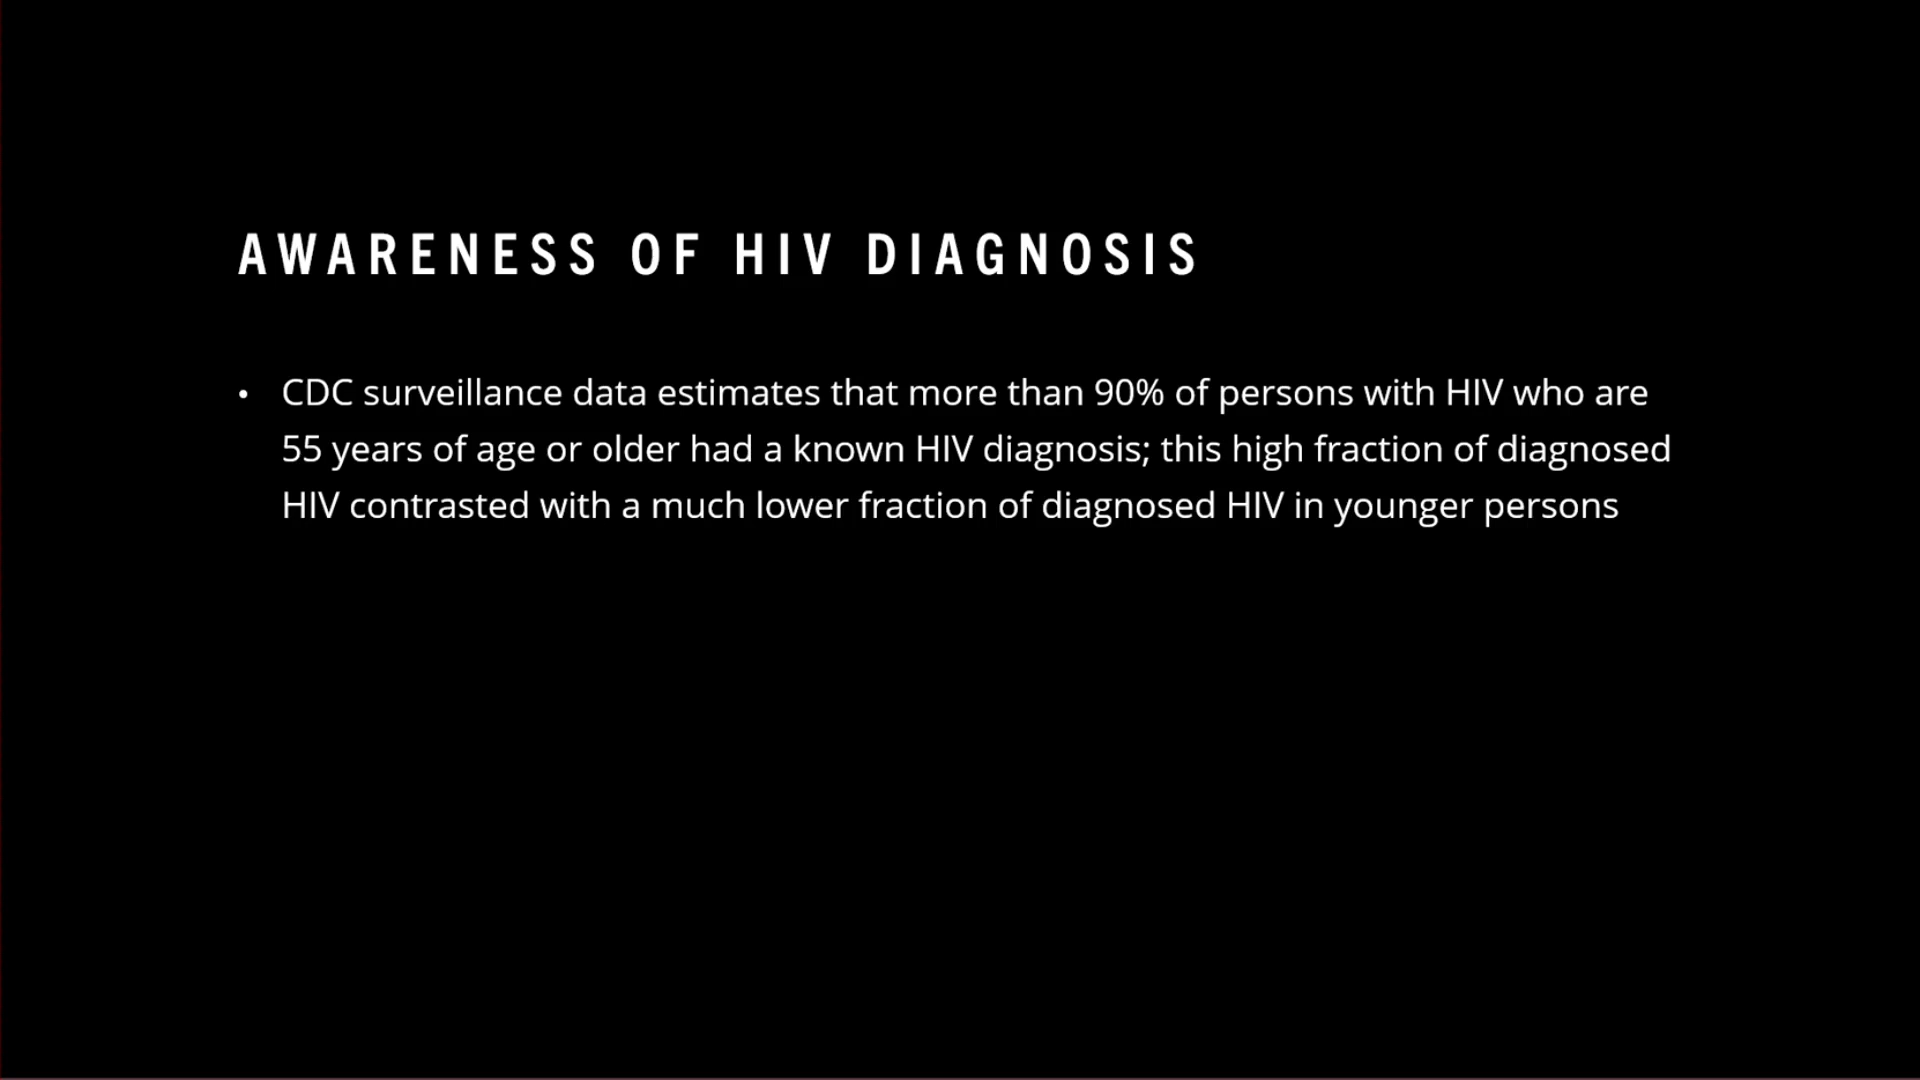 AWARENESS OF HIV DIAGNOSIS
• CDC surveillance data estimates that more than 90% of persons with HIV who are
55 years of age or older had a known HIV diagnosis; this high fraction of diagnosed
HIV contrasted with a much lower fraction of diagnosed HIV in younger persons